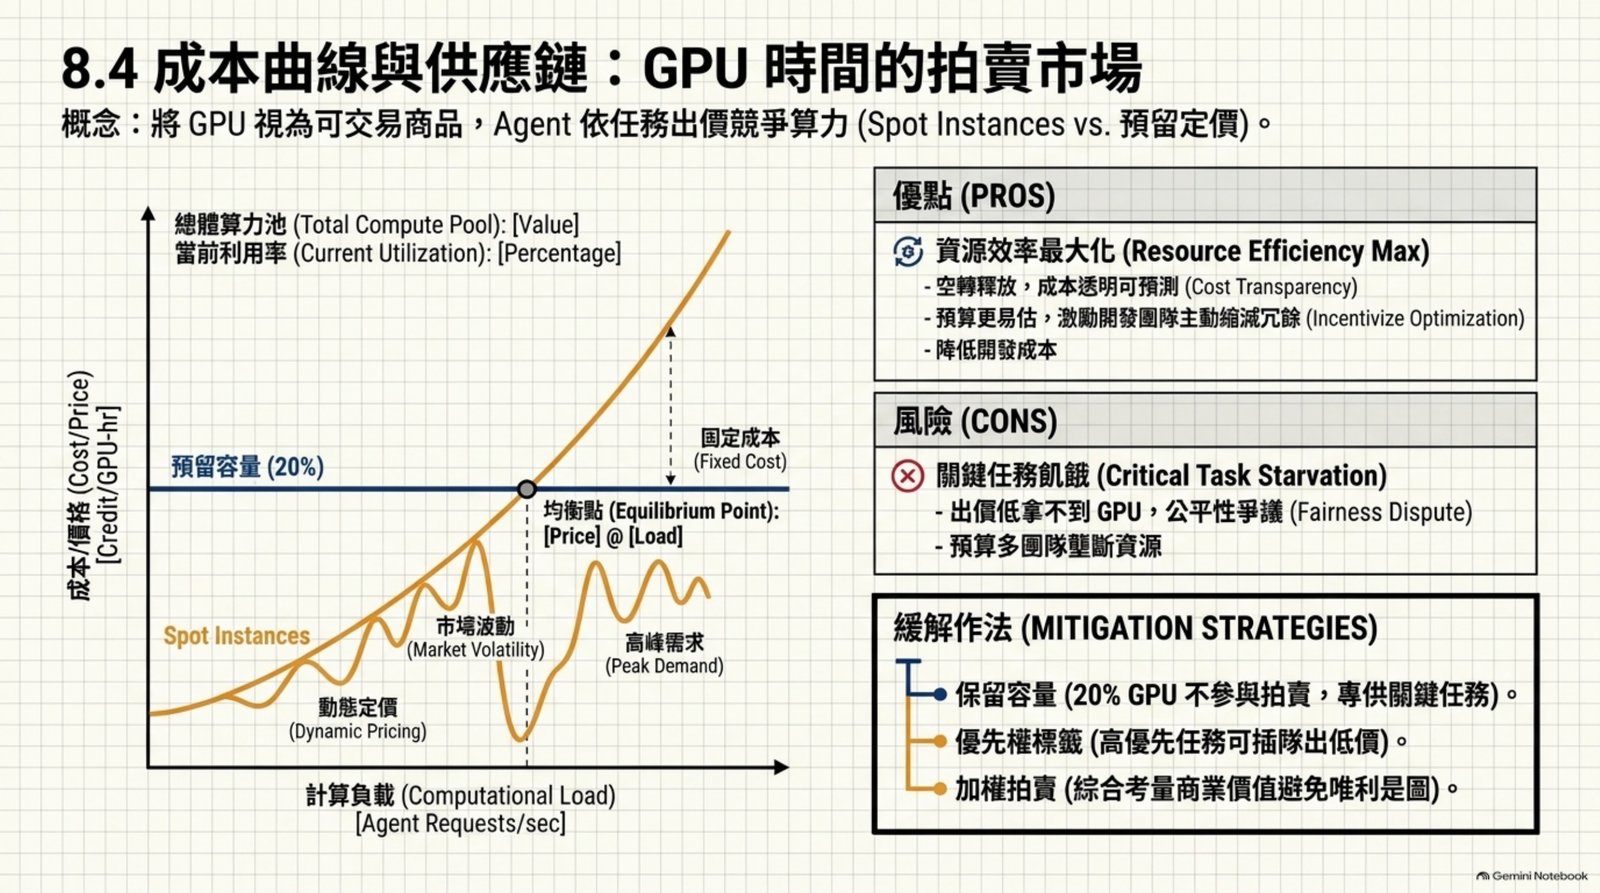 8.4 成本曲線與供應鏈：GPU 時間的拍賣市場
概念：將 GPU 視為可交易商品，Agent 依任務出價競爭算力 (Spot Instances vs. 預留定價)。
總體算力池 (Total Compute Pool): [Value]
當前利用率 (Current Utilization): [Percentage]
成本/價格 (Cost/Price)
[Credit/GPU-hr]
預留容量 (20%)
固定成本
(Fixed Cost)
均衡點 (Equilibrium Point):
[Price] @ [Load]
Spot Instances
市場波動
(Market Volatility)
高峰需求
(Peak Demand)
動態定價
(Dynamic Pricing)
計算負載 (Computational Load)
[Agent Requests/sec]
優點 (PROS)
資源效率最大化 (Resource Efficiency Max)
- 空轉釋放，成本透明可預測 (Cost Transparency)
- 預算更易估，激勵開發團隊主動縮減冗餘 (Incentivize Optimization)
- 降低開發成本
風險 (CONS)
關鍵任務飢餓 (Critical Task Starvation)
- 出價低拿不到 GPU，公平性爭議 (Fairness Dispute)
- 預算多團隊壟斷資源
緩解作法 (MITIGATION STRATEGIES)
保留容量 (20% GPU 不參與拍賣，專供關鍵任務)。
優先權標籤 (高優先任務可插隊出低價)。
加權拍賣 (綜合考量商業價值避免唯利是圖)。
Gemini Notebook